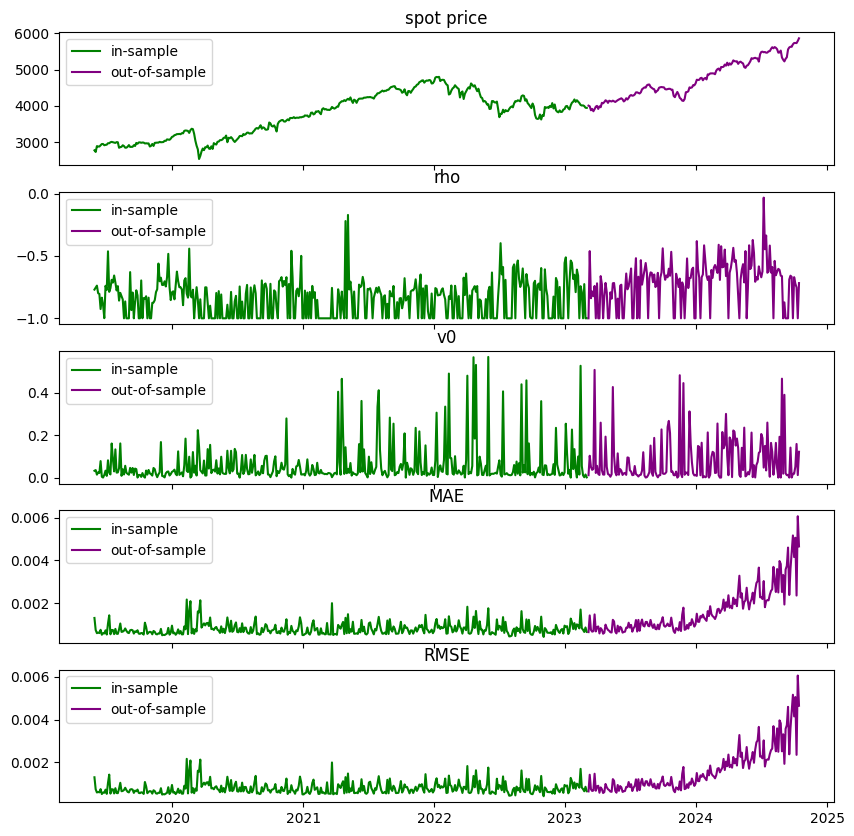 spot price
6000
5000
4000
3000
in-sample
out-of-sample
rho
0.0
−0.5
−1.0
in-sample
out-of-sample
v0
0.4
0.2
0.0
in-sample
out-of-sample
MAE
0.006
0.004
0.002
in-sample
out-of-sample
RMSE
0.006
0.004
0.002
in-sample
out-of-sample
2020 2021 2022 2023 2024 2025